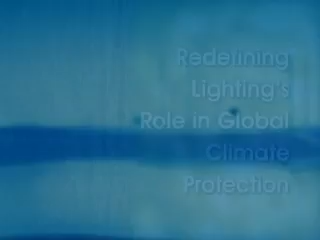 Redefining
Lighting's
Role in Global
Climate
Protection